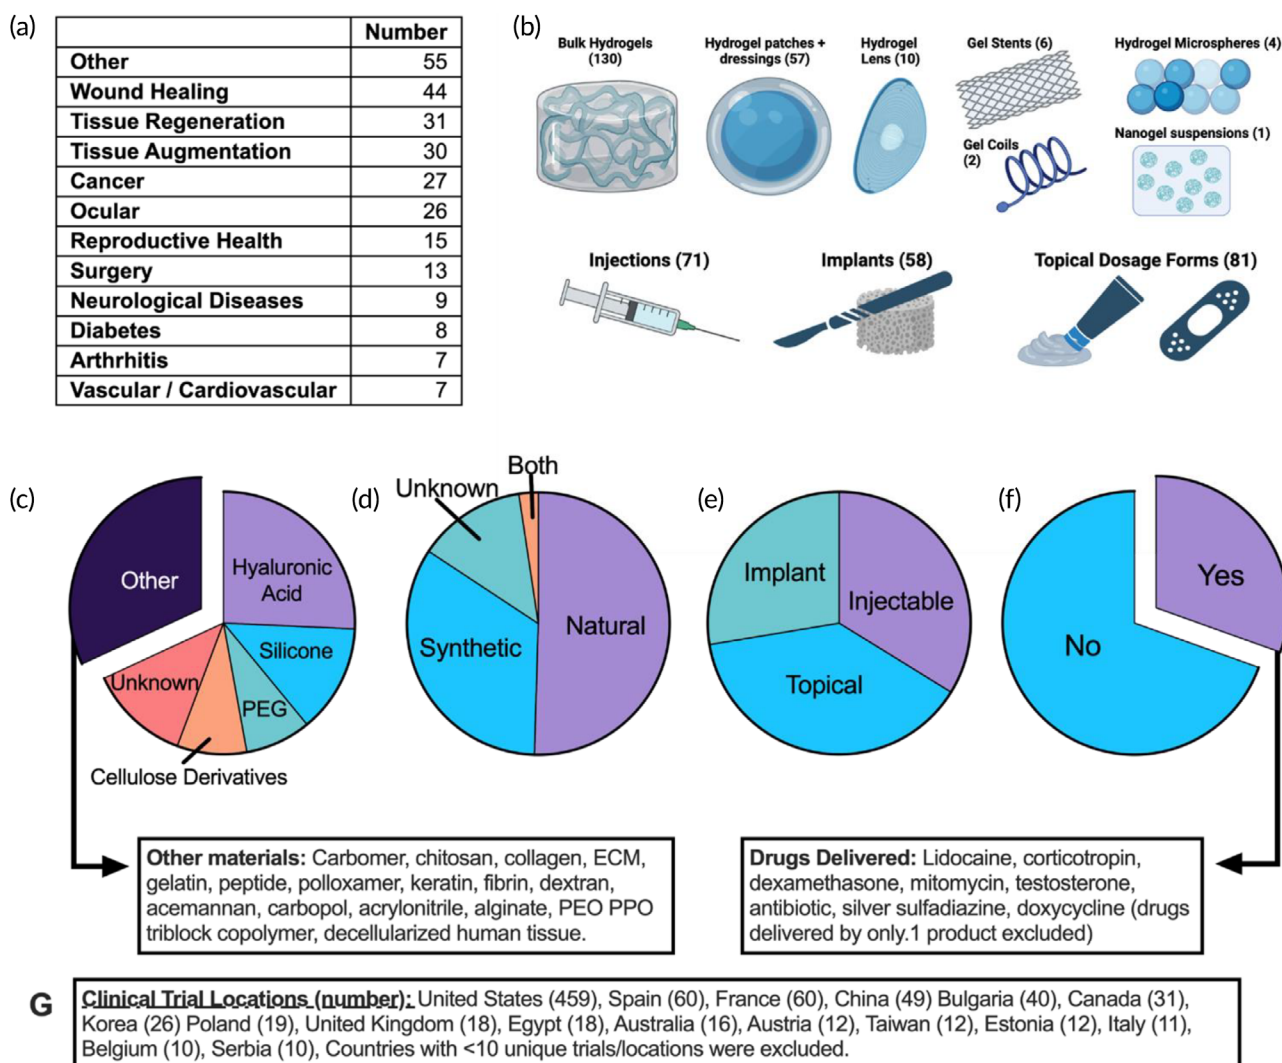 (a)
Number
Other 55
Wound Healing 44
Tissue Regeneration 31
Tissue Augmentation 30
Cancer 27
Ocular 26
Reproductive Health 15
Surgery 13
Neurological Diseases 9
Diabetes 8
Arthrhitis 7
Vascular / Cardiovascular 7
(b)
Bulk Hydrogels
(130)
Hydrogel patches +
dressings (57)
Hydrogel
Lens (10)
Gel Stents (6)
Hydrogel Microspheres (4)
Gel Coils
(2)
Nanogel suspensions (1)
Injections (71)
Implants (58)
Topical Dosage Forms (81)
(c)
Other
Hyaluronic
Acid
Silicone
PEG
Unknown
Cellulose Derivatives
(d)
Unknown
Both
Synthetic
Natural
(e)
Implant
Injectable
Topical
(f)
Yes
No
Other materials: Carbomer, chitosan, collagen, ECM,
gelatin, peptide, polloxamer, keratin, fibrin, dextran,
acemannan, carbopol, acrylonitrile, alginate, PEO PPO
triblock copolymer, decellularized human tissue.
Drugs Delivered: Lidocaine, corticotropin,
dexamethasone, mitomycin, testosterone,
antibiotic, silver sulfadiazine, doxycycline (drugs
delivered by only.1 product excluded)
G
Clinical Trial Locations (number): United States (459), Spain (60), France (60), China (49) Bulgaria (40), Canada (31),
Korea (26) Poland (19), United Kingdom (18), Egypt (18), Australia (16), Austria (12), Taiwan (12), Estonia (12), Italy (11),
Belgium (10), Serbia (10), Countries with <10 unique trials/locations were excluded.